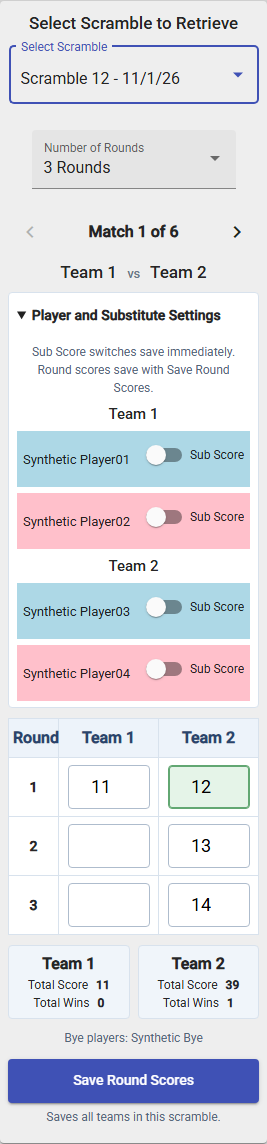 Select Scramble to Retrieve
Select Scramble
Scramble 12 - 11/1/26
Number of Rounds
3 Rounds
Match 1 of 6
Team 1 vs Team 2
Player and Substitute Settings
Sub Score switches save immediately.
Round scores save with Save Round
Scores.
Team 1
Synthetic Player01 Sub Score
Synthetic Player02 Sub Score
Team 2
Synthetic Player03 Sub Score
Synthetic Player04 Sub Score
Round Team 1 Team 2
1 11 12
2 13
3 14
Team 1 Team 2
Total Score 11 Total Score 39
Total Wins 0 Total Wins 1
Bye players: Synthetic Bye
Save Round Scores
Saves all teams in this scramble.